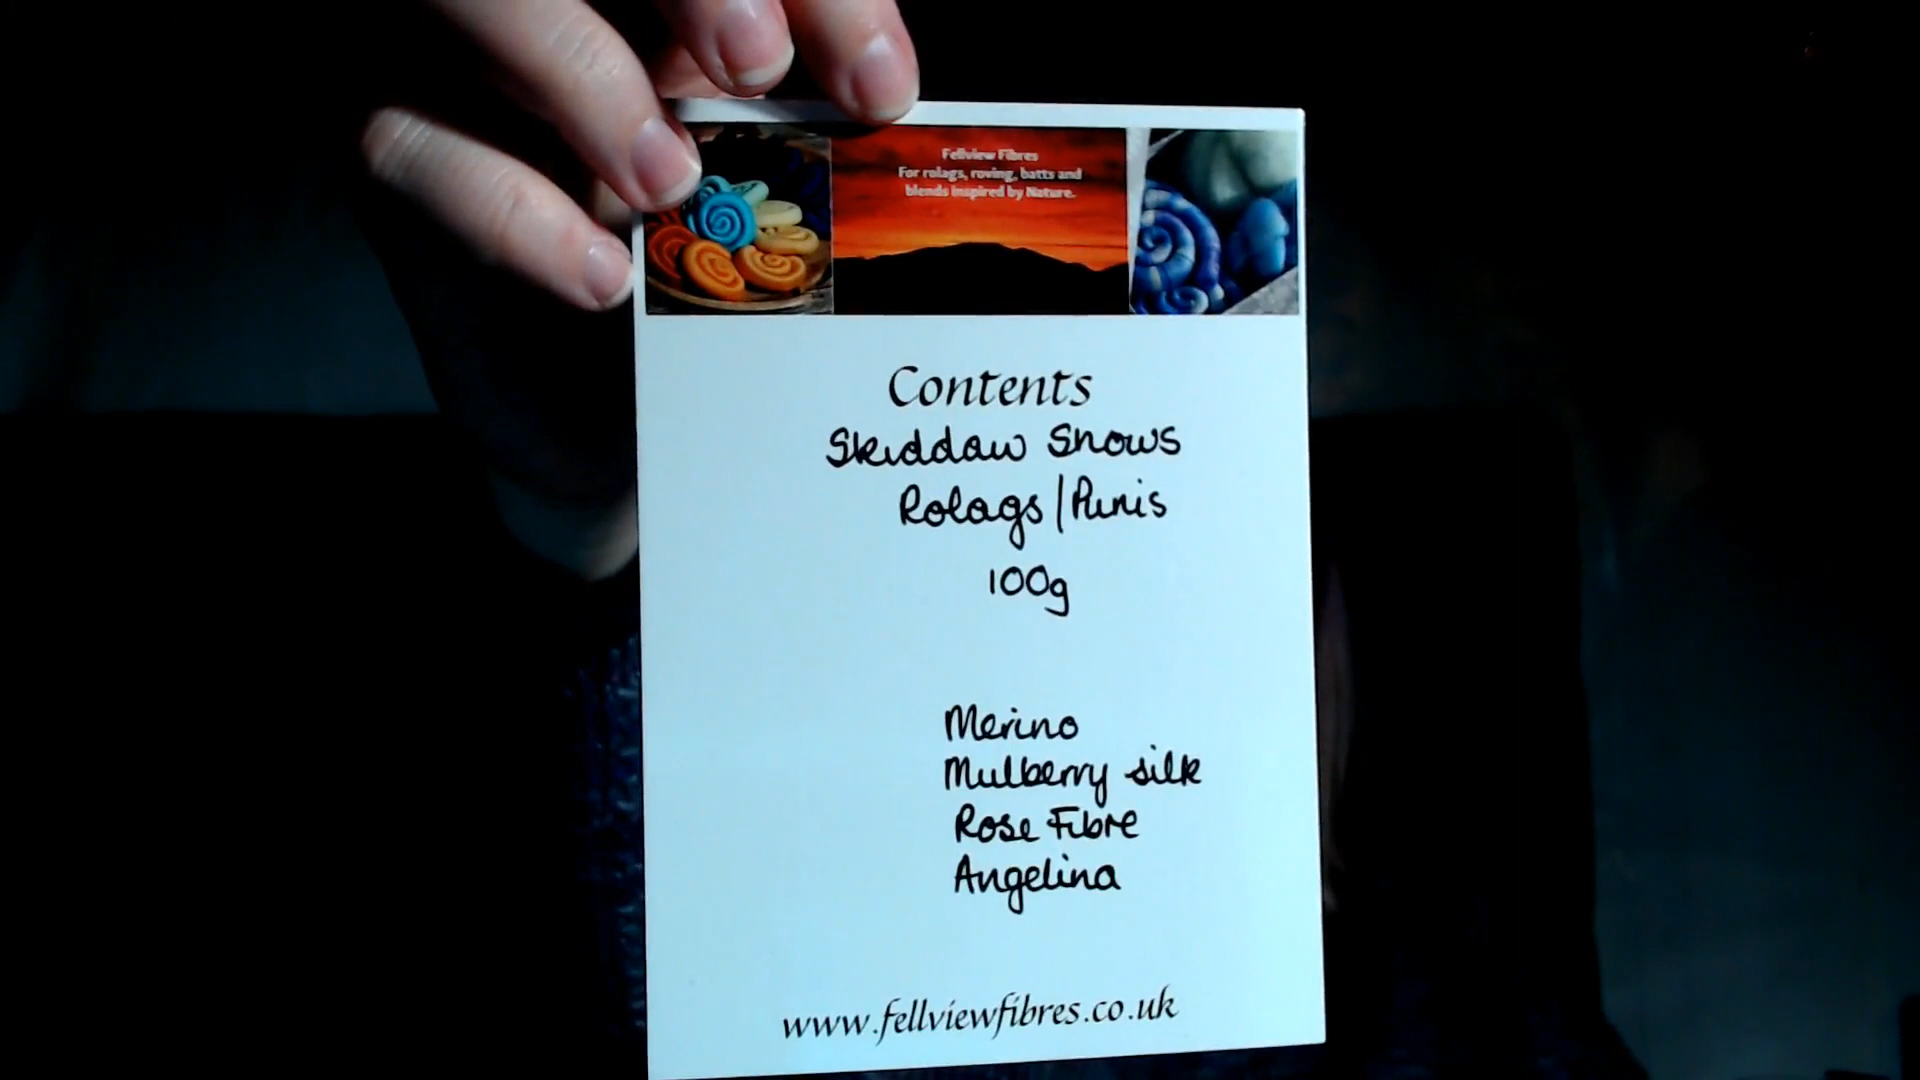 Fellview Fibres
For rolags, roving, batts and
blends inspired by Nature.
Contents
Skiddaw Snows
Rolags/Punis
100g
Merino
Mulberry silk
Rose Fibre
Angelina
www.fellviewfibres.co.uk